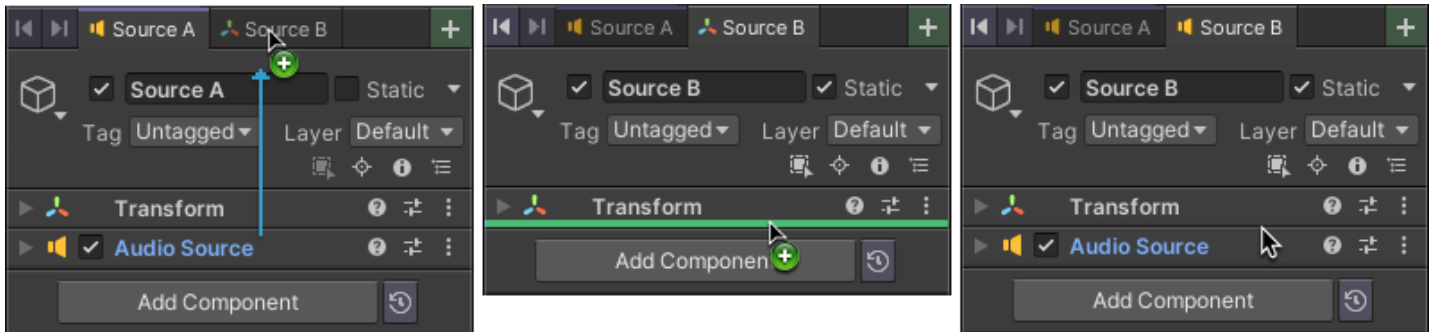 Source A Source B
Source A Static
Tag Untagged Layer Default
Transform
Audio Source
Add Component
Source A Source B
Source B Static
Tag Untagged Layer Default
Transform
Add Componen
Source A Source B
Source B Static
Tag Untagged Layer Default
Transform
Audio Source
Add Component